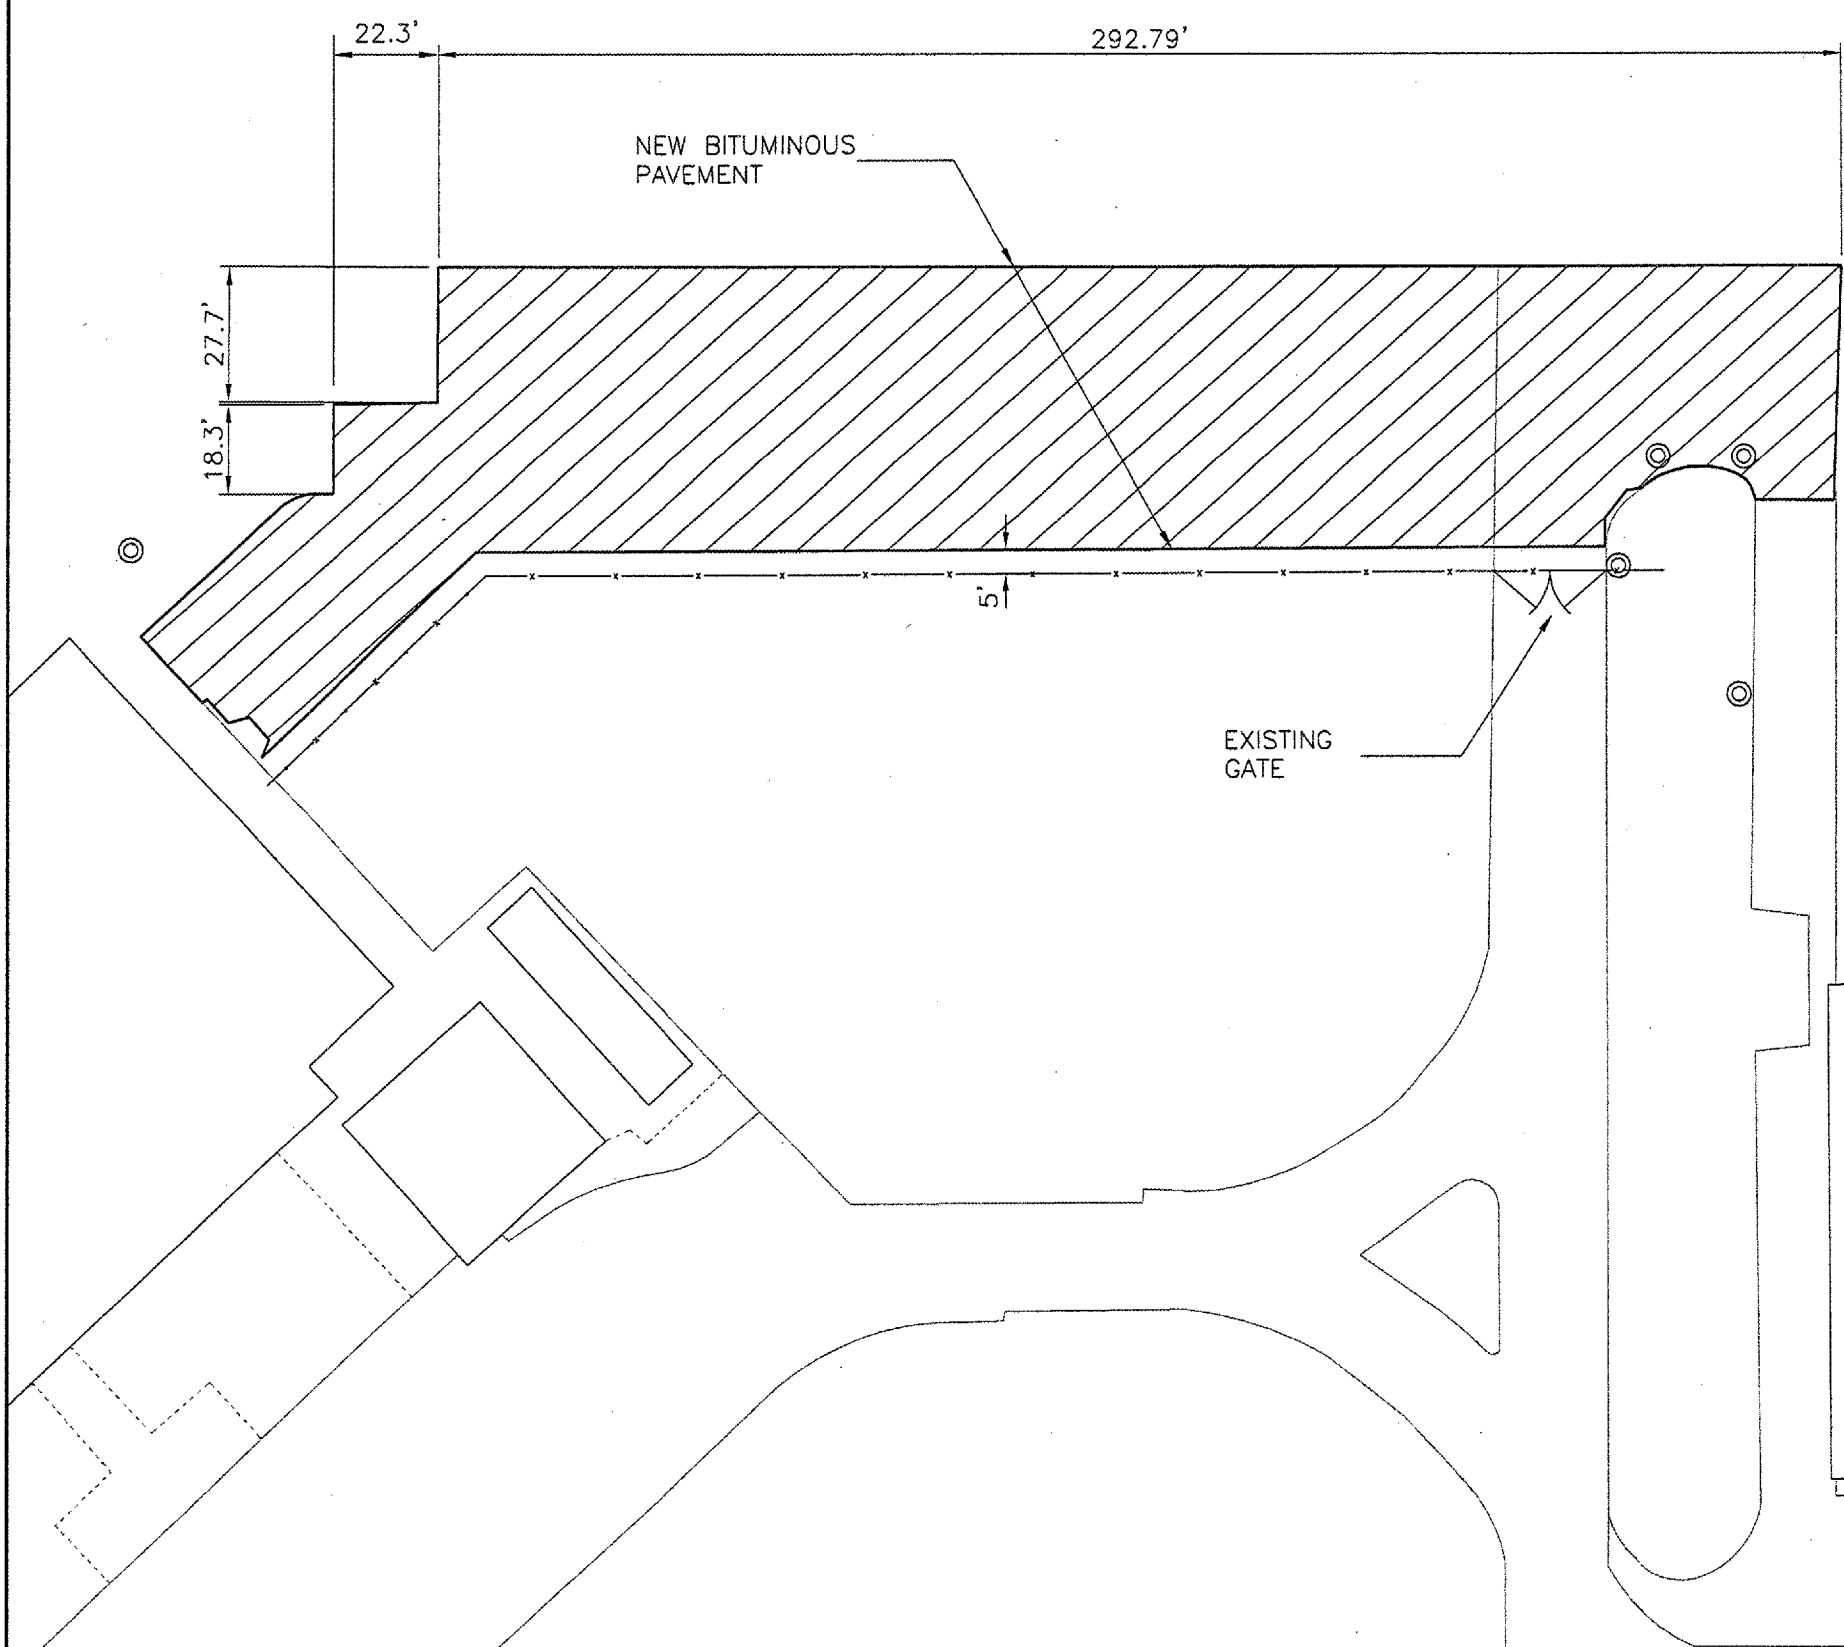 22.3'
292.79'
NEW BITUMINOUS
PAVEMENT
27.7'
18.3'
5'
EXISTING
GATE